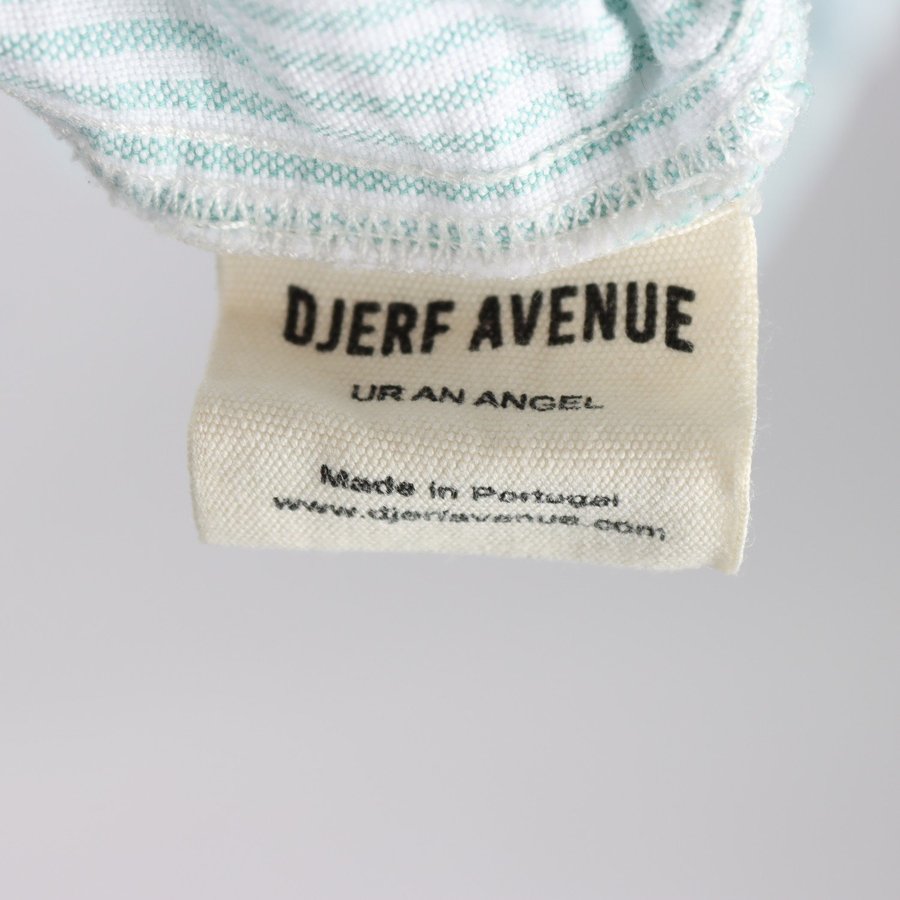 DJERF AVENUE
UR AN ANGEL
Made in Portugal
www.djerfavenue.com